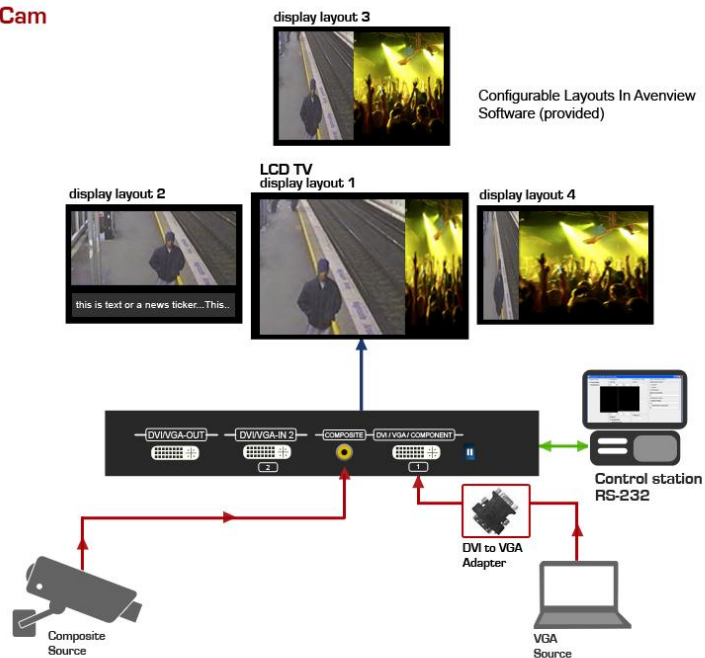 Cam
display layout 3
Configurable Layouts In Avenview
Software (provided)
LCD TV
display layout 1
display layout 2
display layout 4
this is text or a news ticker...This..
DVI/VGA-OUT
DVI/VGA-IN 2
COMPOSITE
DVI / VGA / COMPONENT
2
1
Control station
RS-232
DVI to VGA
Adapter
Composite
Source
VGA
Source